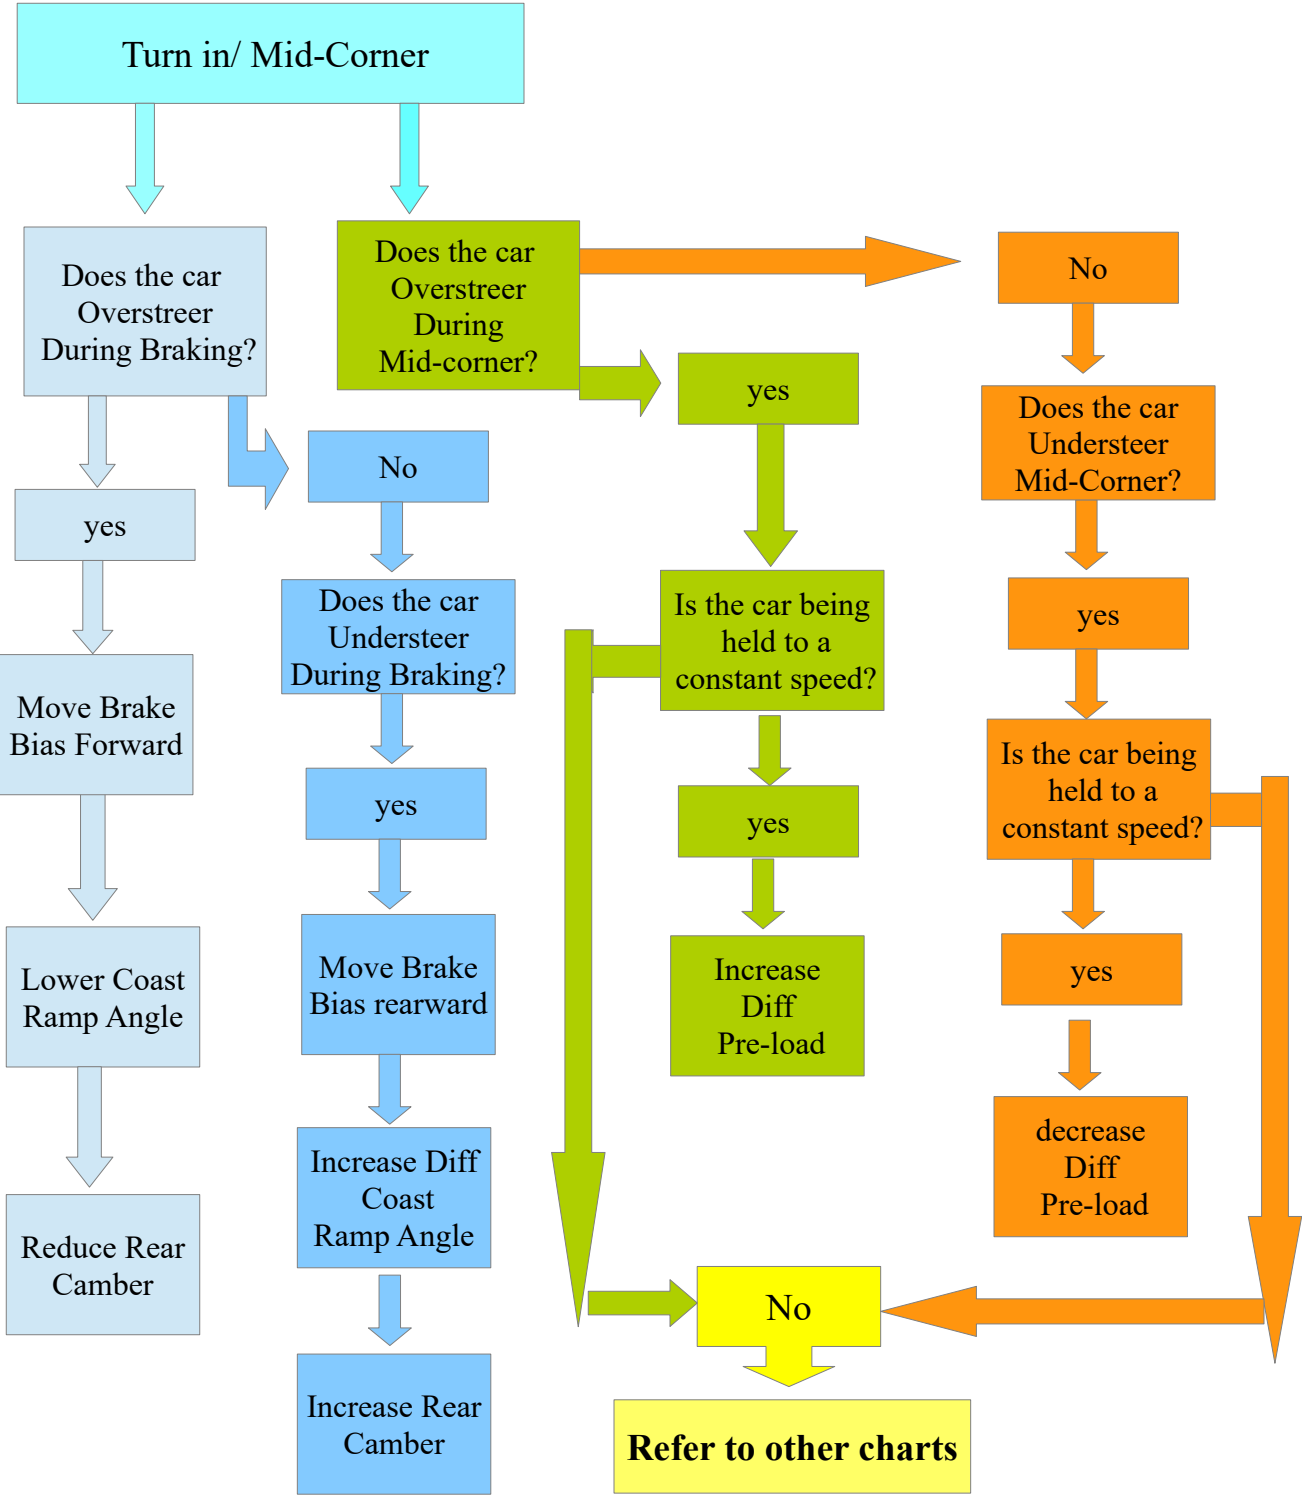 Turn in/ Mid-Corner
Does the car
Overstreer
During Braking?
yes
Move Brake
Bias Forward
Lower Coast
Ramp Angle
Reduce Rear
Camber
No
Does the car
Understeer
During Braking?
yes
Move Brake
Bias rearward
Increase Diff
Coast
Ramp Angle
Increase Rear
Camber
Does the car
Overstreer
During
Mid-corner?
yes
Is the car being
held to a
constant speed?
yes
Increase
Diff
Pre-load
No
Does the car
Understeer
Mid-Corner?
yes
Is the car being
held to a
constant speed?
yes
decrease
Diff
Pre-load
No
Refer to other charts